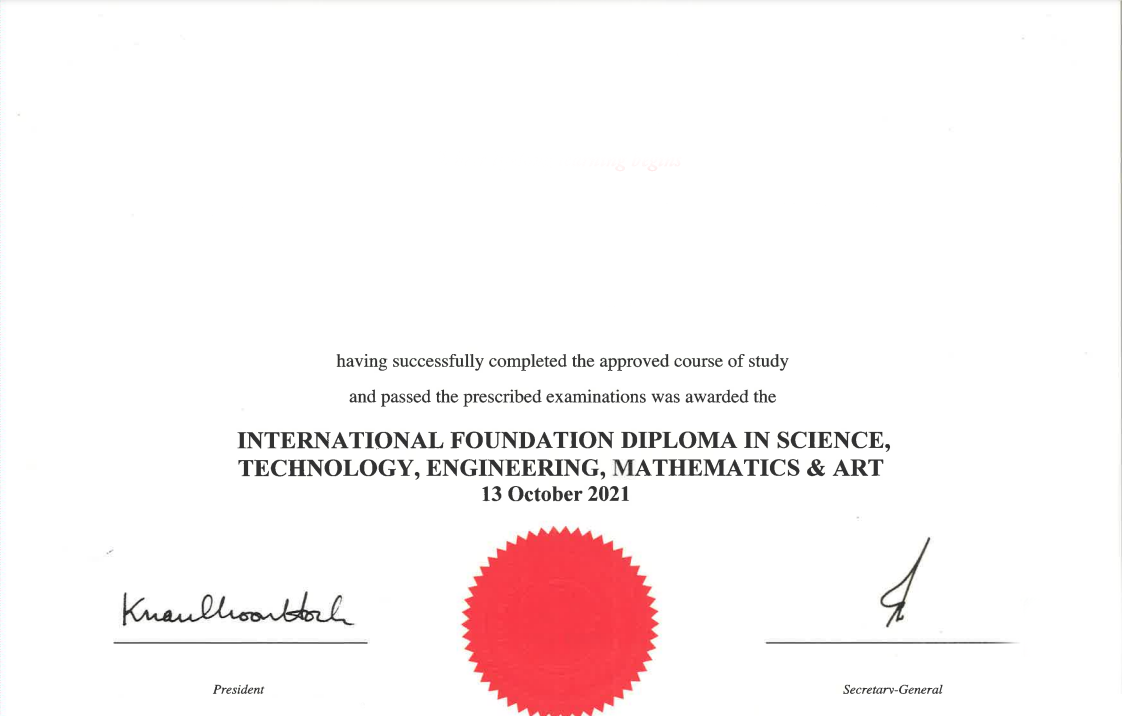 having successfully completed the approved course of study
and passed the prescribed examinations was awarded the
INTERNATIONAL FOUNDATION DIPLOMA IN SCIENCE,
TECHNOLOGY, ENGINEERING, MATHEMATICS & ART
13 October 2021
President
Secretary-General